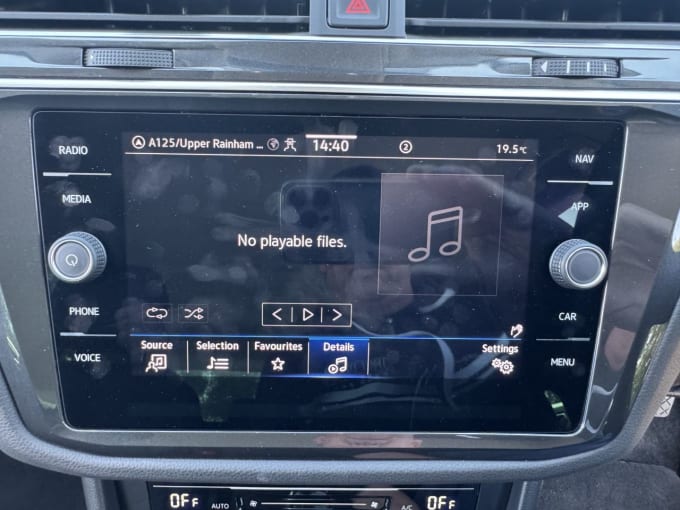 A125/Upper Rainham ... 14:40 2 19.5°C
RADIO
MEDIA
PHONE
VOICE
No playable files.
Source Selection Favourites Details Settings
NAV
APP
CAR
MENU
OFF AUTO A/C OFF